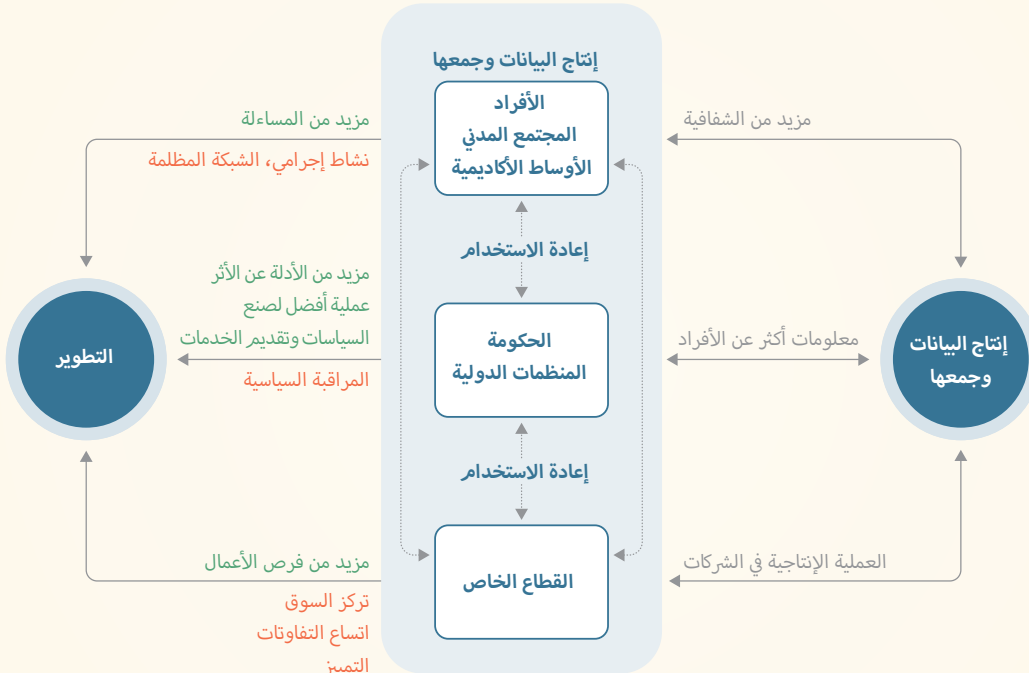 إنتاج البيانات وجمعها
الأفراد
المجتمع المدني
الأوساط الأكاديمية
إعادة الاستخدام
الحكومة
المنظمات الدولية
إعادة الاستخدام
القطاع الخاص
إنتاج البيانات
وجمعها
مزيد من الشفافية
معلومات أكثر عن الأفراد
العملية الإنتاجية في الشركات
مزيد من المساءلة
نشاط إجرامي، الشبكة المظلمة
مزيد من الأدلة عن الأثر
عملية أفضل لصنع
السياسات وتقديم الخدمات
المراقبة السياسية
مزيد من فرص الأعمال
تركز السوق
اتساع التفاوتات
التمييز
التطوير